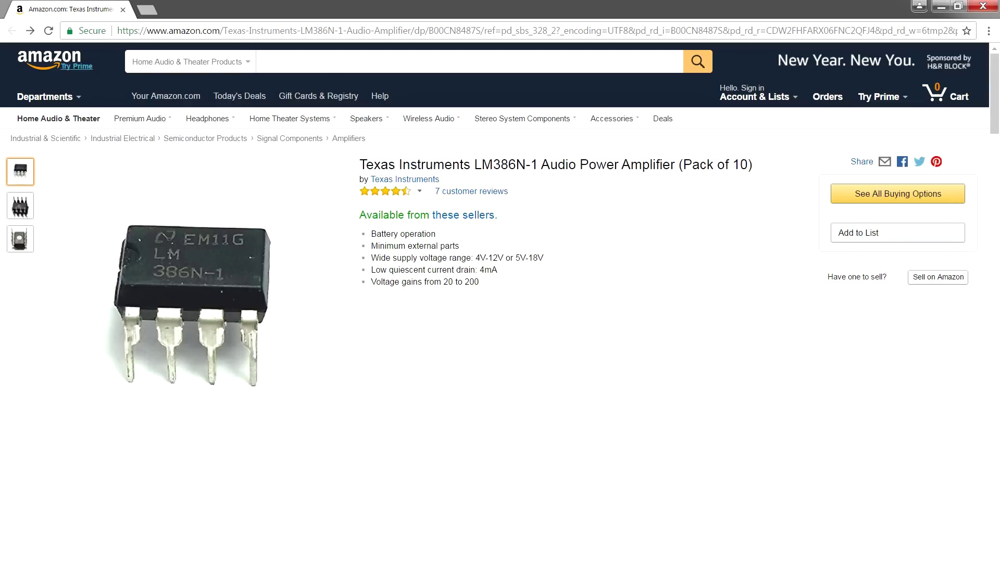 Amazon.com: Texas Instrume
Secure https://www.amazon.com/Texas-Instruments-LM386N-1-Audio-Amplifier/dp/B00CN8487S/ref=pd_sbs_328_2?_encoding=UTF8&pd_rd_i=B00CN8487S&pd_rd_r=CDW2FHFARX06FNC2QFJ4&pd_rd_w=6tmp2&p
amazon
Try Prime
Home Audio & Theater Products
New Year. New You.
Sponsored by
H&R BLOCK®
Departments
Your Amazon.com Today's Deals Gift Cards & Registry Help
Hello. Sign in
Account & Lists
Orders
Try Prime
0
Cart
Home Audio & Theater Premium Audio Headphones Home Theater Systems Speakers Wireless Audio Stereo System Components Accessories Deals
Industrial & Scientific › Industrial Electrical › Semiconductor Products › Signal Components › Amplifiers
EM11G
LM
386N-1
Texas Instruments LM386N-1 Audio Power Amplifier (Pack of 10)
by Texas Instruments
7 customer reviews
Available from these sellers.
• Battery operation
• Minimum external parts
• Wide supply voltage range: 4V-12V or 5V-18V
• Low quiescent current drain: 4mA
• Voltage gains from 20 to 200
Share
See All Buying Options
Add to List
Have one to sell?
Sell on Amazon